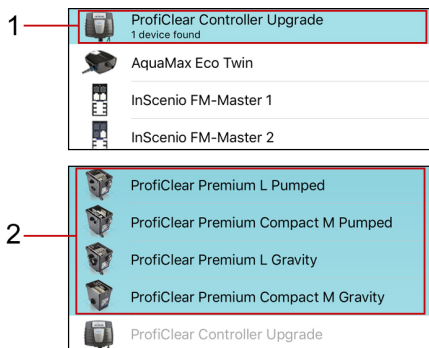 1
ProfiClear Controller Upgrade
1 device found
AquaMax Eco Twin
InScenio FM-Master 1
InScenio FM-Master 2
2
ProfiClear Premium L Pumped
ProfiClear Premium Compact M Pumped
ProfiClear Premium L Gravity
ProfiClear Premium Compact M Gravity
ProfiClear Controller Upgrade